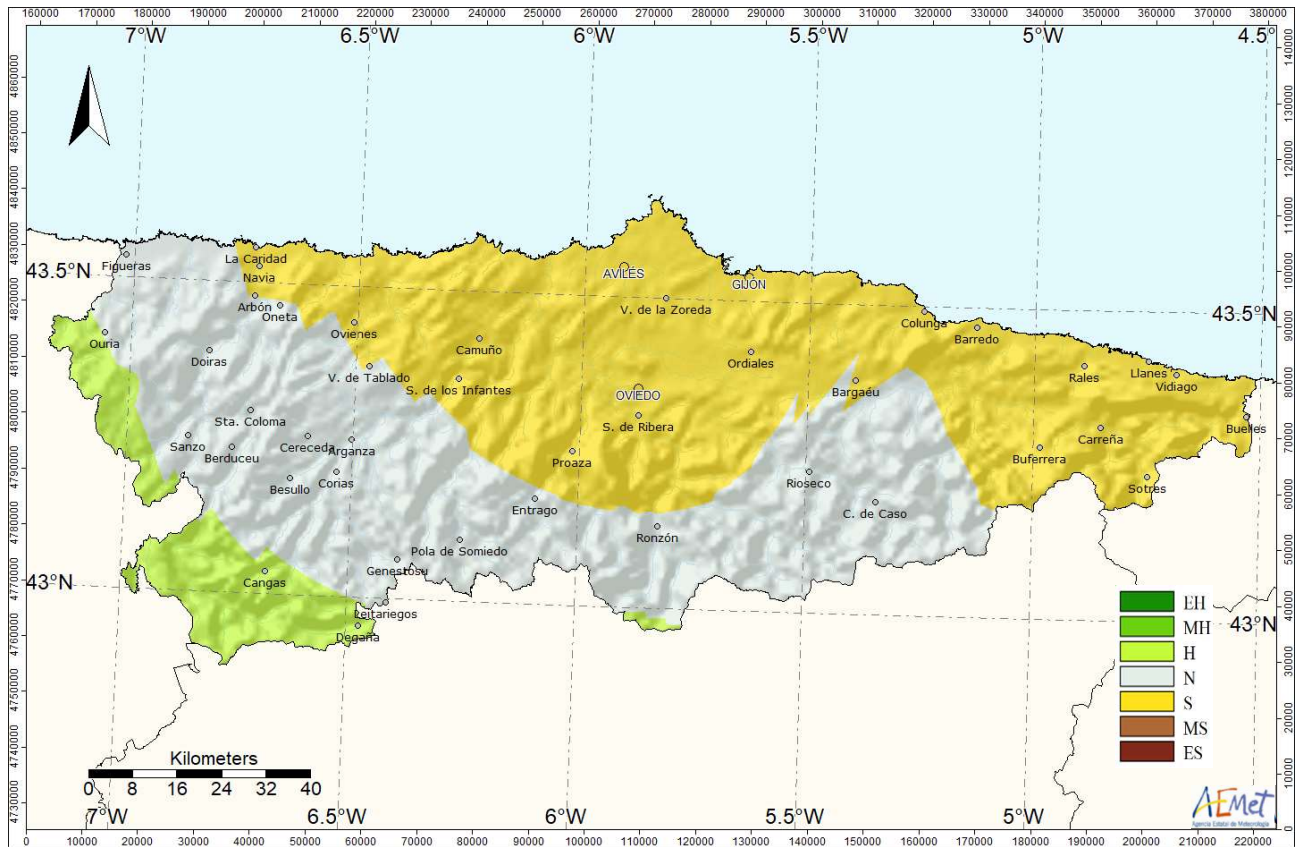 160000 170000 180000 190000 200000 210000 220000 230000 240000 250000 260000 270000 280000 290000 300000 310000 320000 330000 340000 350000 360000 370000 380000
7°W 6.5°W 6°W 5.5°W 5°W 4.5°
4860000
4850000
4840000
4830000
4820000
4810000
4800000
4790000
4780000
4770000
4760000
4750000
4740000
4730000
140000
130000
120000
110000
100000
90000
80000
70000
60000
50000
40000
30000
20000
10000
0
43.5°N
43.5°N
Figueras
La Caridad
Navia
AVILÉS
GIJÓN
Arbón
Oneta
V. de la Zoreda
Colunga
Ouria
Ovienes
Barredo
Doiras
Camuño
Ordiales
V. de Tablado
S. de los Infantes
Bargaéu
Rales
Llanes
Vidiago
OVIEDO
Sta. Coloma
S. de Ribera
Buelles
Sanzo
Berduceu
Cereceda
Arganza
Carreña
Proaza
Buferrera
Besullo
Corias
Rioseco
Sotres
Entrago
C. de Caso
Ronzón
Pola de Somiedo
Genestosu
Cangas
43°N
43°N
Leitariegos
Degaña
EH
MH
H
N
S
MS
ES
Kilometers
0 8 16 24 32 40
7°W 6.5°W 6°W 5.5°W 5°W
AEMet
Agencia Estatal de Meteorología
0 10000 20000 30000 40000 50000 60000 70000 80000 90000 100000 110000 120000 130000 140000 150000 160000 170000 180000 190000 200000 210000 220000